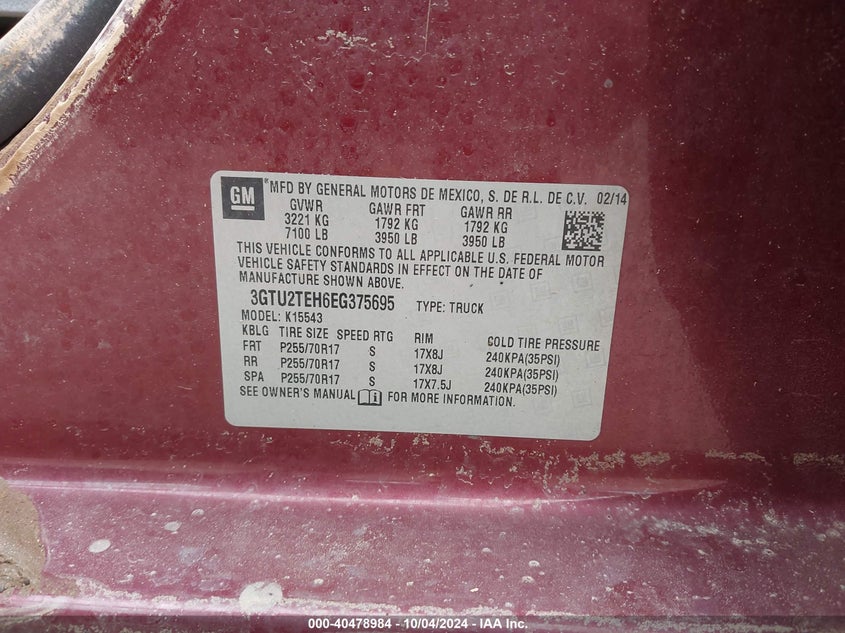 GM *MFD BY GENERAL MOTORS DE MEXICO, S. DE R.L. DE C.V. 02/14
GVWR GAWR FRT GAWR RR
3221 KG 1792 KG 1792 KG
7100 LB 3950 LB 3950 LB
THIS VEHICLE CONFORMS TO ALL APPLICABLE U.S. FEDERAL MOTOR
VEHICLE SAFETY STANDARDS IN EFFECT ON THE DATE OF
MANUFACTURE SHOWN ABOVE.
3GTU2TEH6EG375695 TYPE: TRUCK
MODEL: K15543
KBLG TIRE SIZE SPEED RTG RIM COLD TIRE PRESSURE
FRT P255/70R17 S 17X8J 240KPA(35PSI)
RR P255/70R17 S 17X8J 240KPA(35PSI)
SPA P255/70R17 S 17X7.5J 240KPA(35PSI)
SEE OWNER'S MANUAL FOR MORE INFORMATION.
000-40478984 - 10/04/2024 - IAAI.com